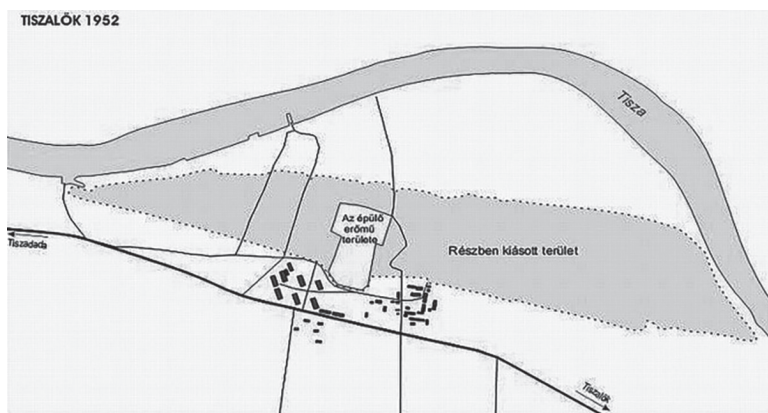 TISZALÖK 1952
Tisza
Az épülő
erőmű
területe
Tiszadada
Részben kiásott terület
Tiszalök